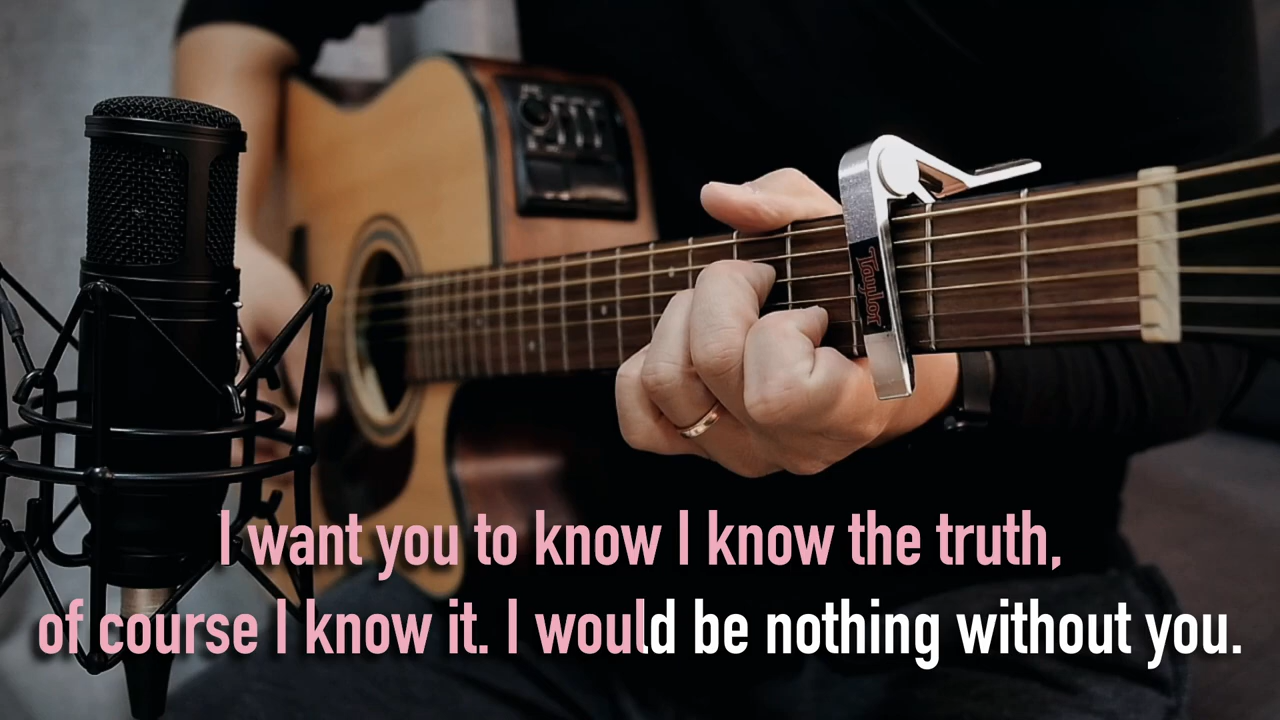 Taylor
I want you to know I know the truth,
of course I know it. I would be nothing without you.